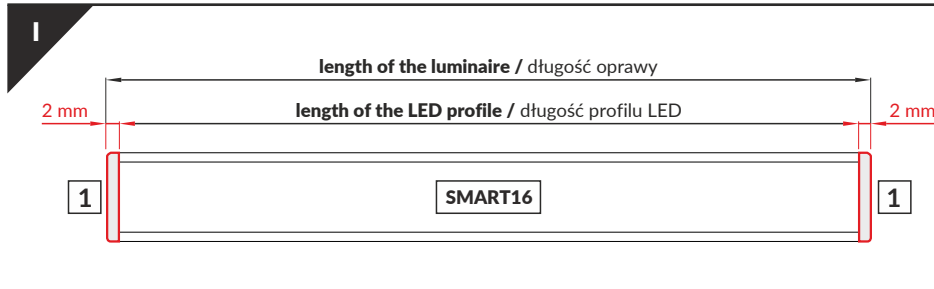 I
length of the luminaire / długość oprawy
2 mm
length of the LED profile / długość profilu LED
2 mm
1
SMART16
1